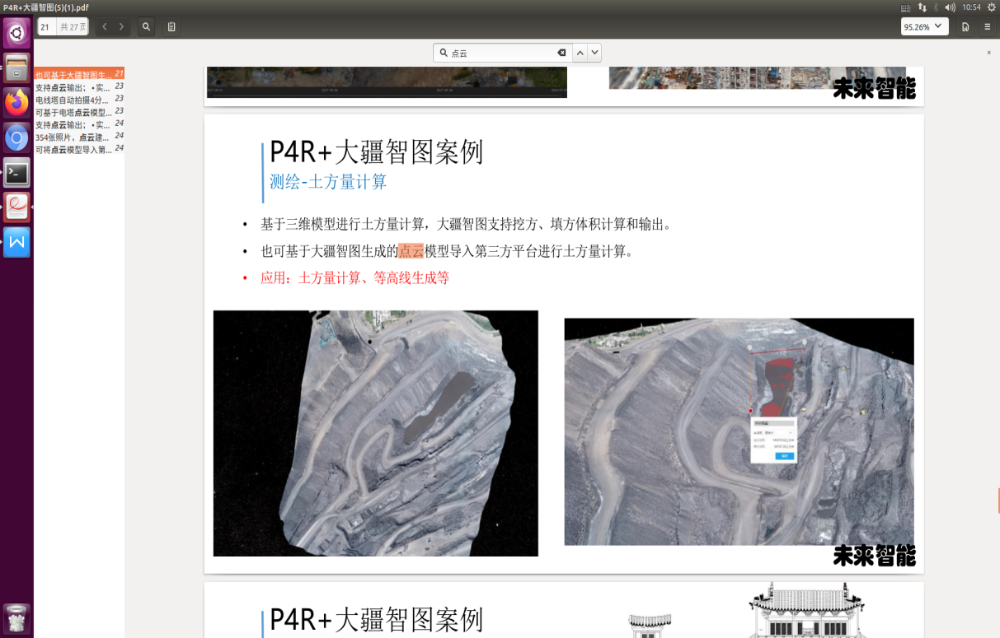 P4R+大疆智图案例.pdf
10:54
21
共 27 页
95.26%
点云
也可基于大疆智图生... 21
支持点云输出； •实... 23
电线塔自动拍摄4分... 23
可基于电塔点云模型... 23
支持点云输出； •实... 24
354张照片，点云建... 24
可将点云模型导入第... 24
未来智能
P4R+大疆智图案例
测绘-土方量计算
• 基于三维模型进行土方量计算，大疆智图支持挖方、填方体积计算和输出。
• 也可基于大疆智图生成的点云模型导入第三方平台进行土方量计算。
• 应用：土方量计算、等高线生成等
未来智能
P4R+大疆智图案例